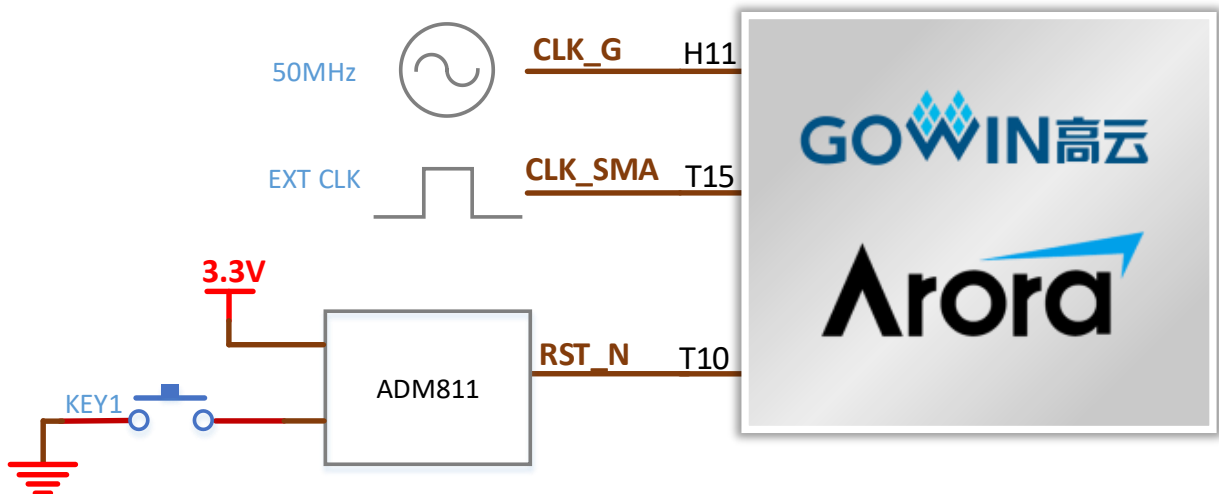 CLK_G H11
50MHz
GOWIN高云
CLK_SMA T15
EXT CLK
Arora
3.3V
RST_N T10
ADM811
KEY1